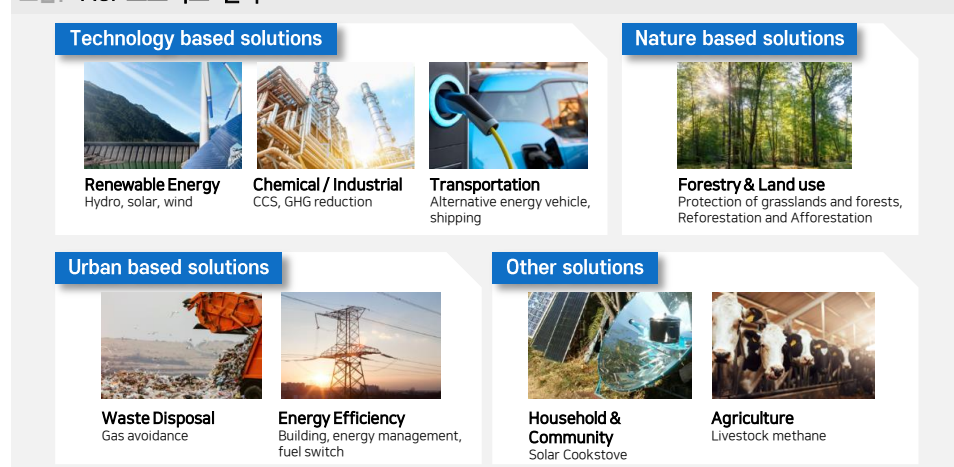 Technology based solutions
Renewable Energy
Hydro, solar, wind
Chemical / Industrial
CCS, GHG reduction
Transportation
Alternative energy vehicle,
shipping
Nature based solutions
Forestry & Land use
Protection of grasslands and forests,
Reforestation and Afforestation
Urban based solutions
Waste Disposal
Gas avoidance
Energy Efficiency
Building, energy management,
fuel switch
Other solutions
Household &
Community
Solar Cookstove
Agriculture
Livestock methane